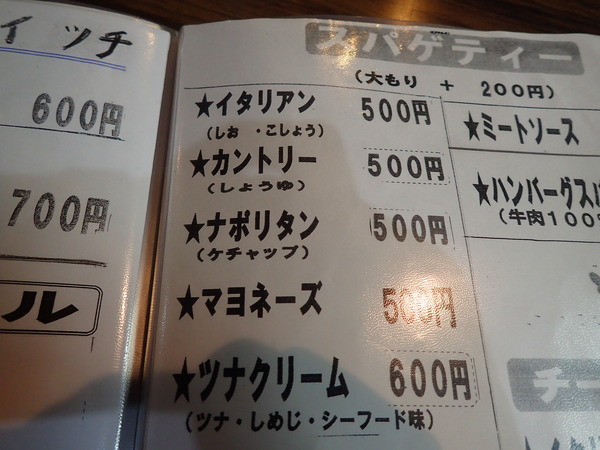 イッチ
600円
700円
ル
スパゲティー
(大もり + 200円)
★イタリアン 500円
(しお・こしょう)
★カントリー 500円
(しょうゆ)
★ナポリタン 500円
(ケチャップ)
★マヨネーズ 500円
★ツナクリーム 600円
(ツナ・しめじ・シーフード味)
★ミートソース
★ハンバーグスパ
(牛肉100%
チー